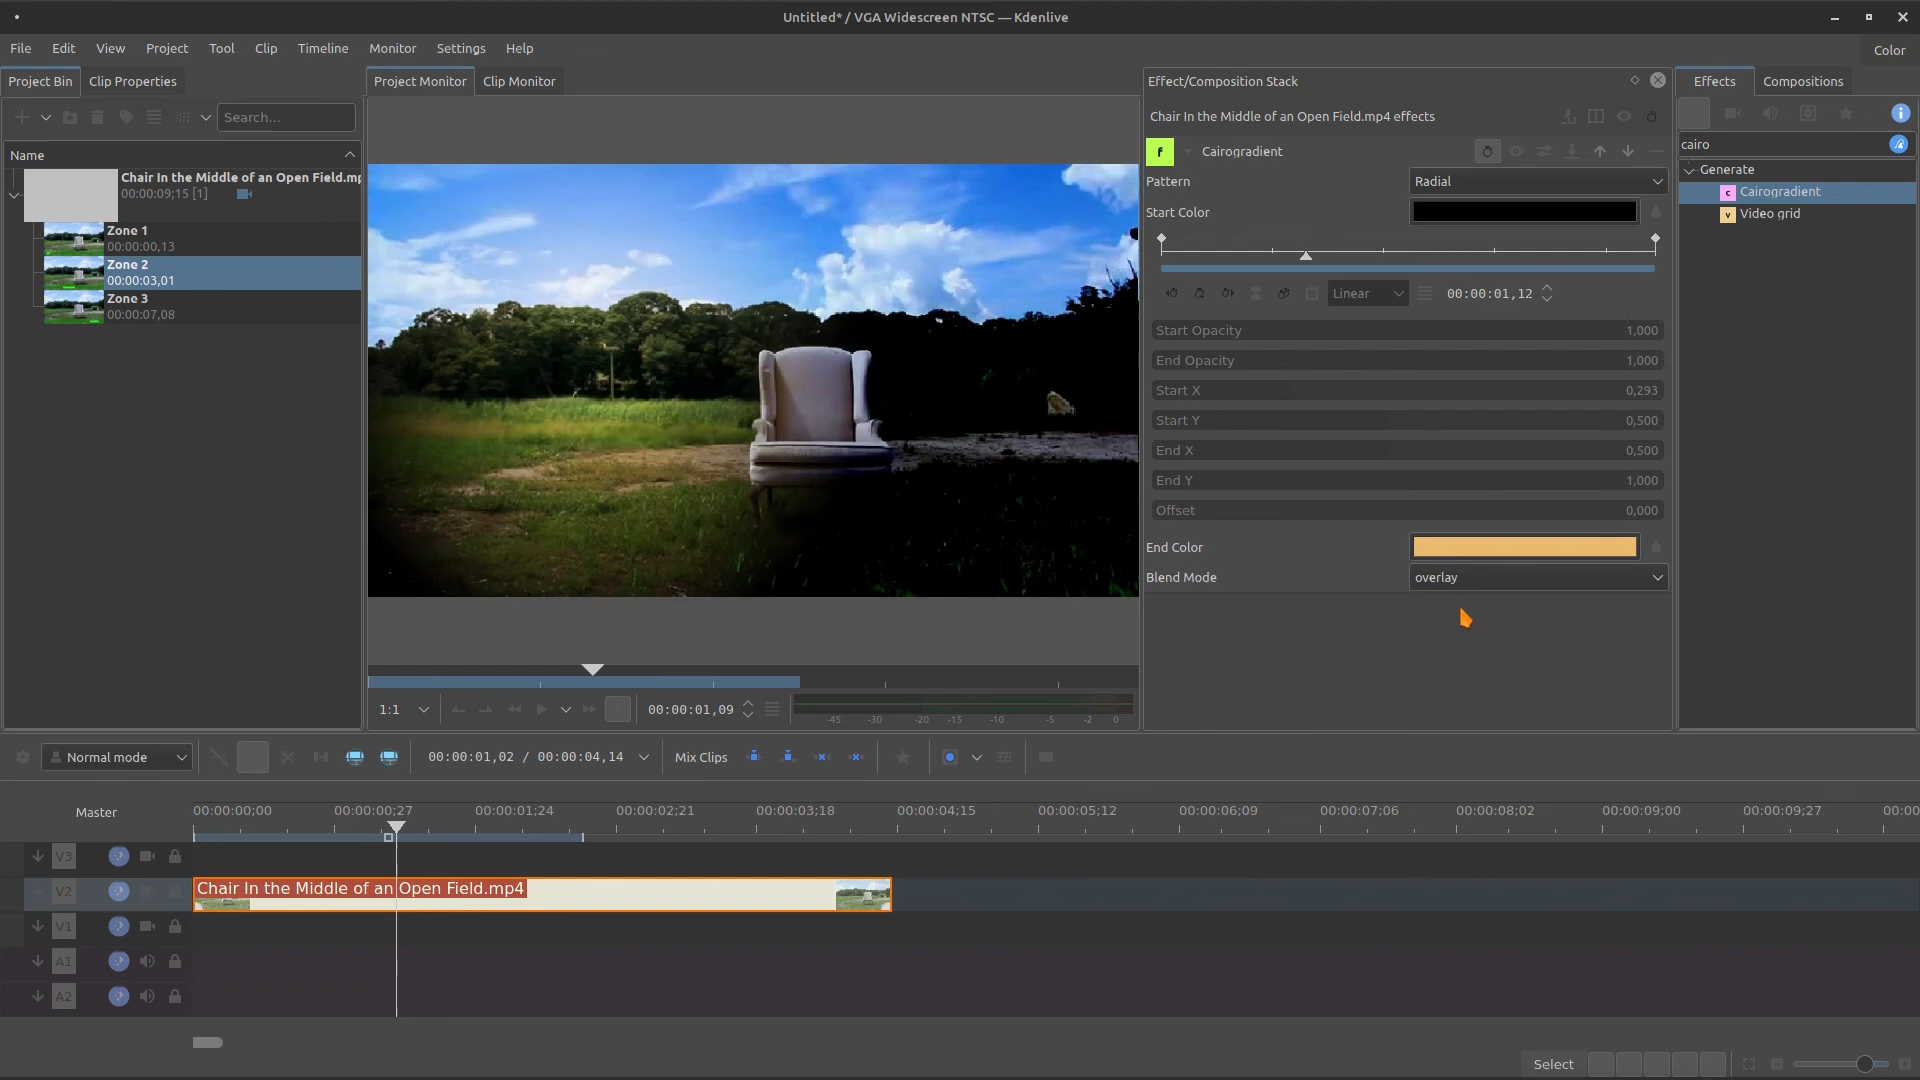 Untitled* / VGA Widescreen NTSC — Kdenlive
File Edit View Project Tool Clip Timeline Monitor Settings Help
Color
Project Bin Clip Properties
Search...
Name
Chair In the Middle of an Open Field.mp
00:00:09;15 [1]
Zone 1
00:00:00,13
Zone 2
00:00:03,01
Zone 3
00:00:07,08
Project Monitor Clip Monitor
1:1
00:00:01,09
-45 -30 -20 -15 -10 -5 -2 0
Effect/Composition Stack
Chair In the Middle of an Open Field.mp4 effects
f Cairogradient
Pattern Radial
Start Color
Linear 00:00:01,12
Start Opacity 1,000
End Opacity 1,000
Start X 0,293
Start Y 0,500
End X 0,500
End Y 1,000
Offset 0,000
End Color
Blend Mode overlay
Effects Compositions
i
cairo
Generate
c Cairogradient
v Video grid
Normal mode
00:00:01,02 / 00:00:04,14
Mix Clips
Master
00:00:00;00 00:00:00;27 00:00:01;24 00:00:02;21 00:00:03;18 00:00:04;15 00:00:05;12 00:00:06;09 00:00:07;06 00:00:08;02 00:00:09;00 00:00:09;27 00:00
V3
V2
Chair In the Middle of an Open Field.mp4
V1
A1
A2
Select